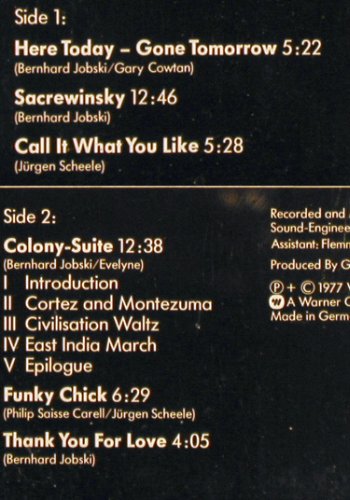 Side 1:
Here Today – Gone Tomorrow 5:22
(Bernhard Jobski/Gary Cowtan)
Sacrewinsky 12:46
(Bernhard Jobski)
Call It What You Like 5:28
(Jürgen Scheele)
Side 2:
Colony-Suite 12:38
(Bernhard Jobski/Evelyne)
I Introduction
II Cortez and Montezuma
III Civilisation Waltz
IV East India March
V Epilogue
Funky Chick 6:29
(Philip Saisse Carell/Jürgen Scheele)
Thank You For Love 4:05
(Bernhard Jobski)
Recorded and
Sound-Enginee
Assistant: Flemm
Produced By G
Ⓟ + © 1977 W
A Warner C
Made in Germ